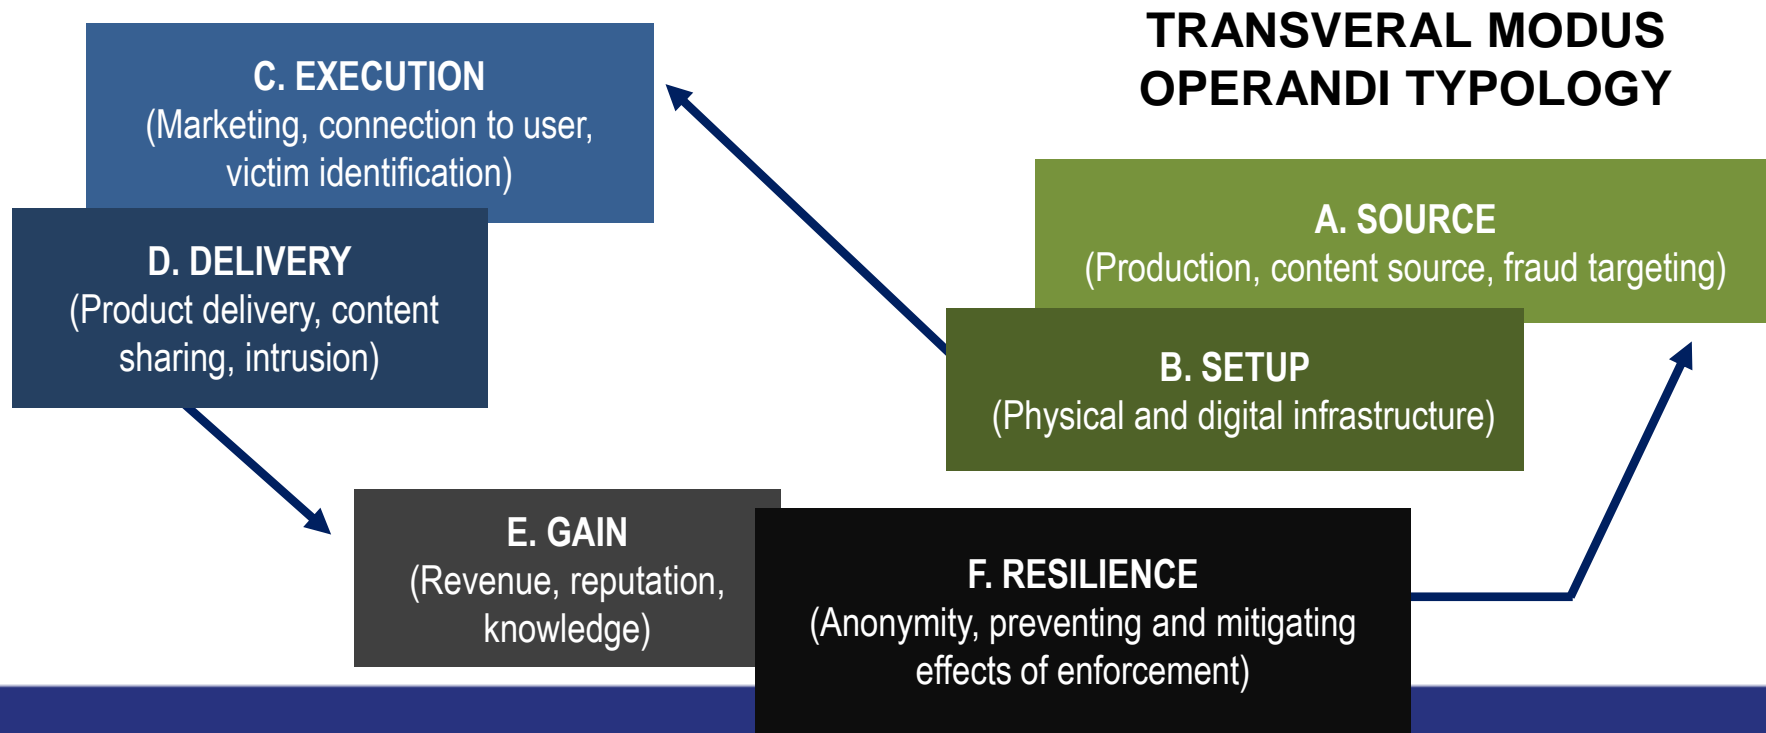 TRANSVERAL MODUS
OPERANDI TYPOLOGY
A. SOURCE
(Production, content source, fraud targeting)
B. SETUP
(Physical and digital infrastructure)
C. EXECUTION
(Marketing, connection to user,
victim identification)
D. DELIVERY
(Product delivery, content
sharing, intrusion)
E. GAIN
(Revenue, reputation,
knowledge)
F. RESILIENCE
(Anonymity, preventing and mitigating
effects of enforcement)